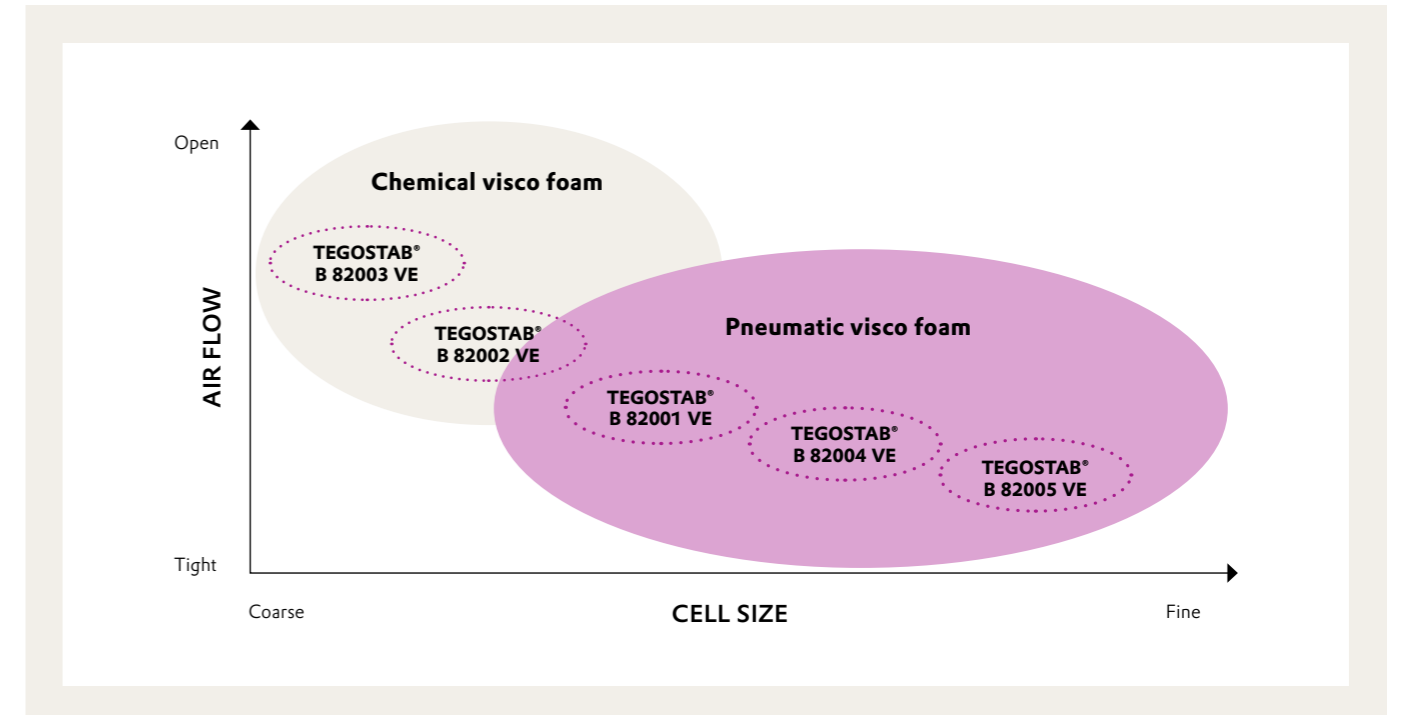 Open
Chemical visco foam
TEGOSTAB®
B 82003 VE
TEGOSTAB®
B 82002 VE
Pneumatic visco foam
TEGOSTAB®
B 82001 VE
TEGOSTAB®
B 82004 VE
TEGOSTAB®
B 82005 VE
AIR FLOW
Tight
Coarse
CELL SIZE
Fine